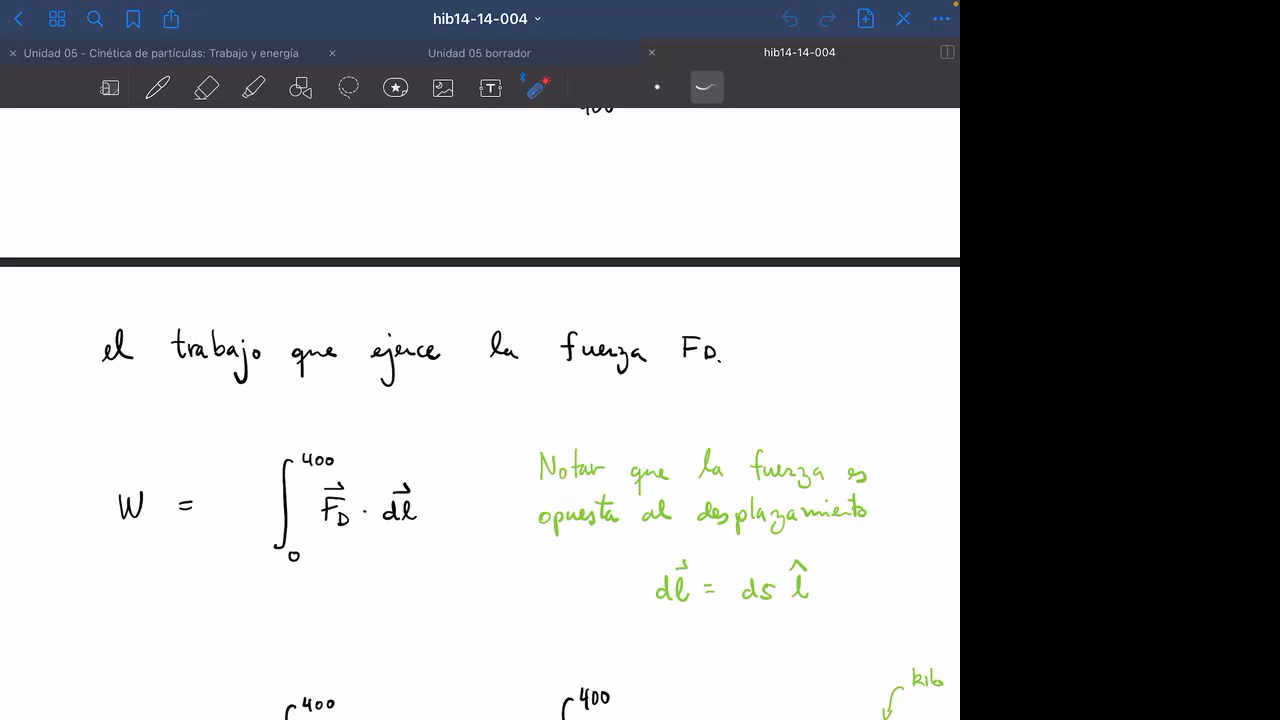 hib14-14-004
Unidad 05 - Cinética de partículas: Trabajo y energía
Unidad 05 borrador
hib14-14-004
400
el trabajo que ejerce la fuerza FD.
W = ∫₀⁴⁰⁰ F⃗D · dl⃗
Notar que la fuerza es
opuesta al desplazamiento
dl⃗ = ds l̂
kilo
∫ 400 ∫ 400